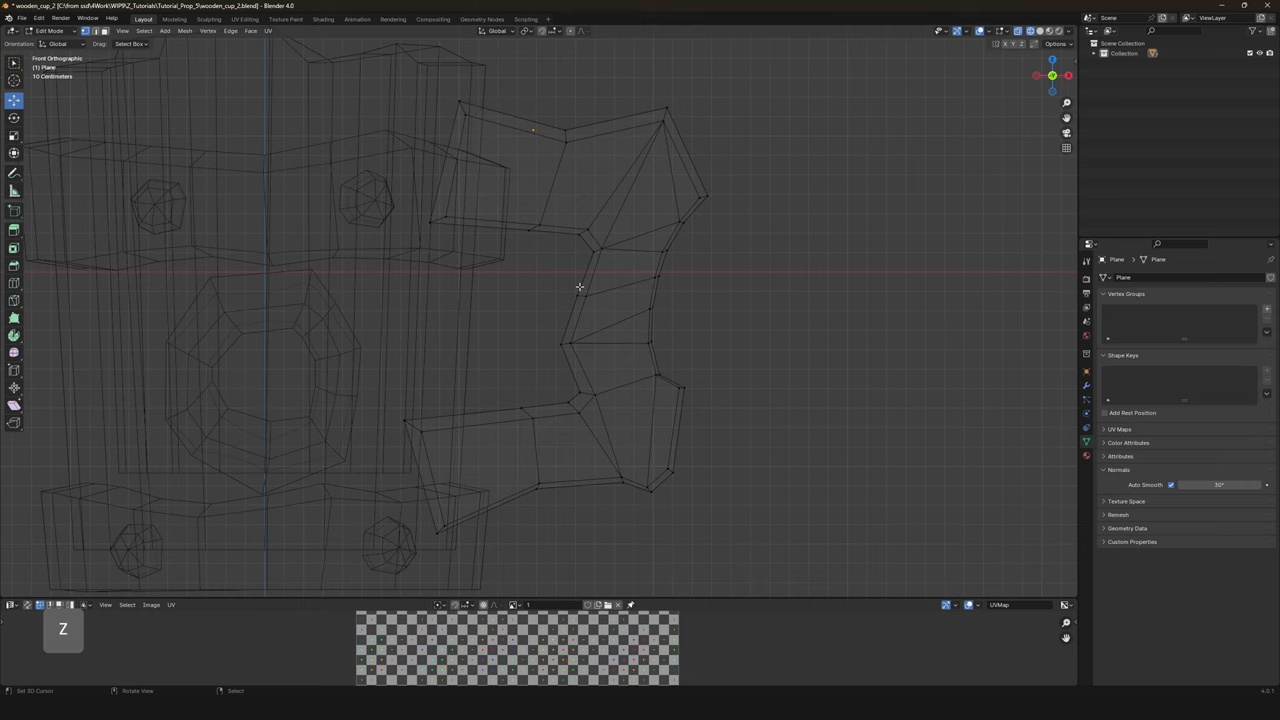 * wooden_cup_2 [C:\from ssd\4Work\WIPP\Z_Tutorials\Tutorial_Prop_5\wooden_cup_2.blend] - Blender 4.0
File Edit Render Window Help Layout Modeling Sculpting UV Editing Texture Paint Shading Animation Rendering Compositing Geometry Nodes Scripting
Scene ViewLayer
Edit Mode View Select Add Mesh Vertex Edge Face UV Global
Orientation: Global Drag: Select Box
X Y Z Options
Scene Collection
Collection
Front Orthographic
(1) Plane
10 Centimeters
Z
X
Y
Plane Plane
Plane
Vertex Groups
Shape Keys
Add Rest Position
UV Maps
Color Attributes
Attributes
Normals
Auto Smooth 30°
Texture Space
Remesh
Geometry Data
Custom Properties
View Select Image UV 1 UVMap
Z
Set 3D Cursor Rotate View Select 4.0.1